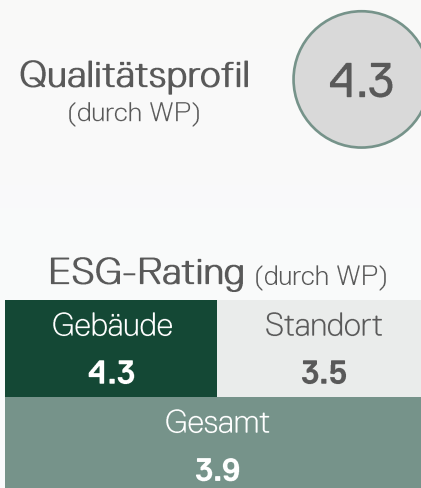 Qualitätsprofil
(durch WP)
4.3
ESG-Rating (durch WP)
Gebäude
4.3
Standort
3.5
Gesamt
3.9